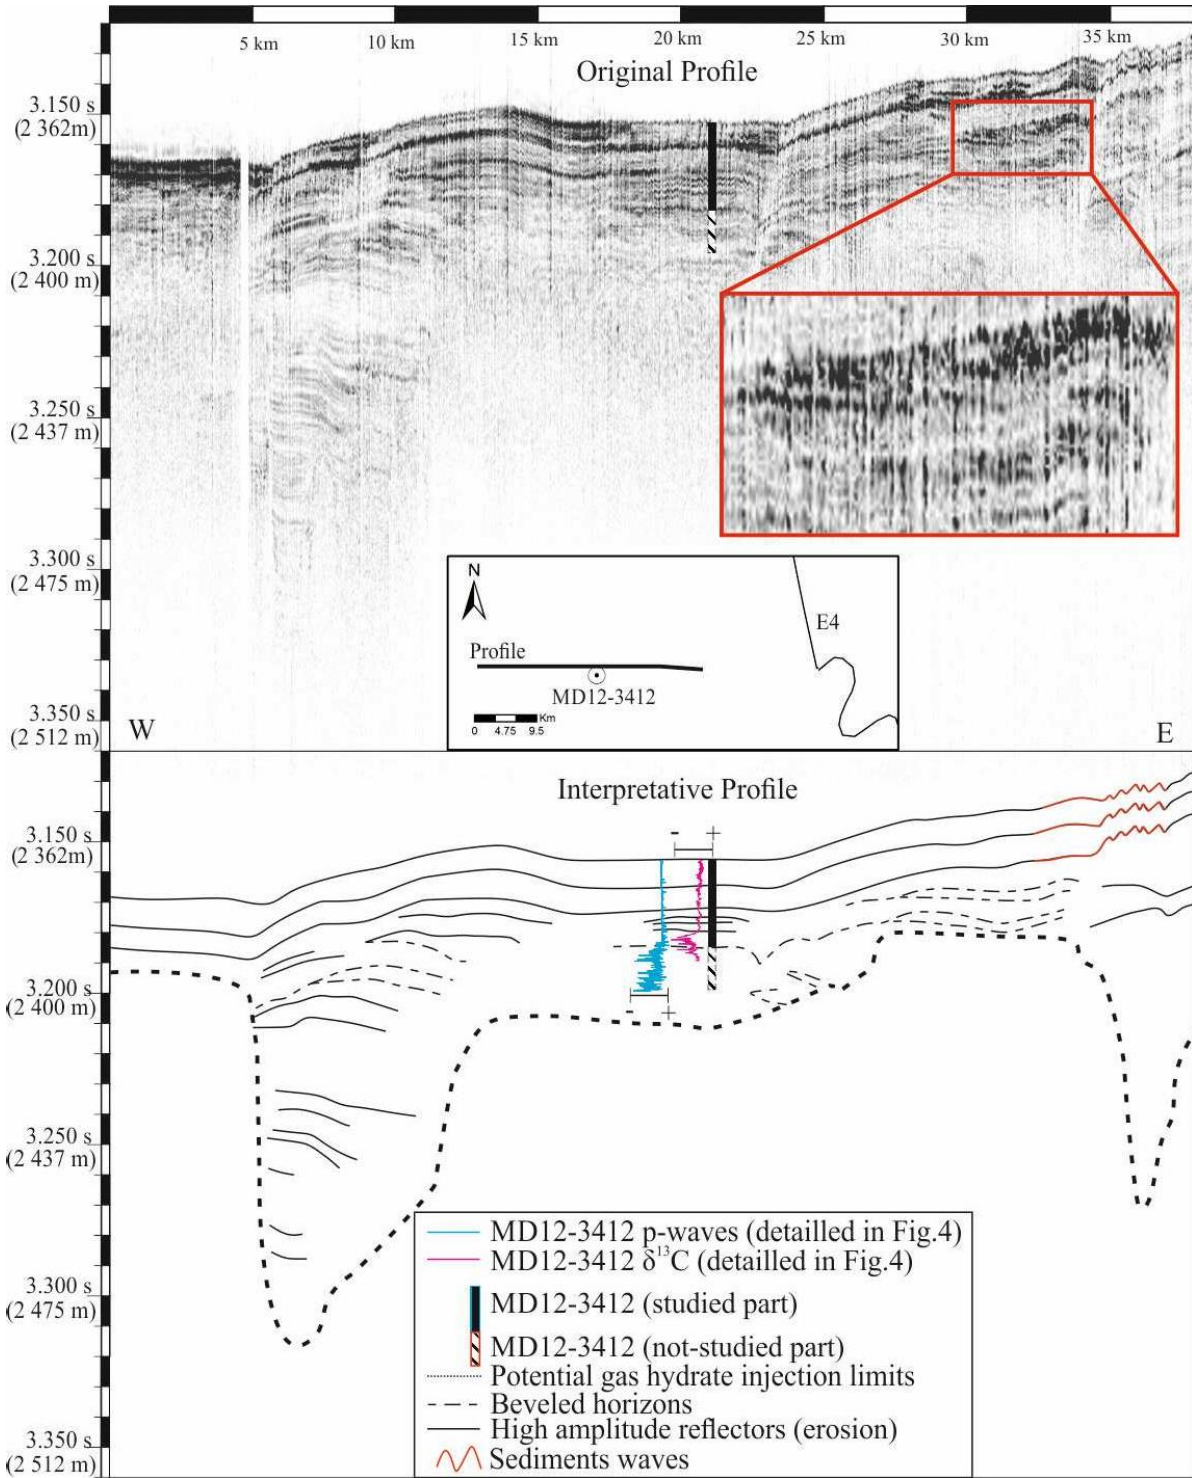 5 km 10 km 15 km 20 km 25 km 30 km 35 km
Original Profile
3.150 s
(2 362m)
3.200 s
(2 400 m)
3.250 s
(2 437 m)
3.300 s
(2 475 m)
3.350 s
(2 512 m)
N
Profile
MD12-3412
E4
Km
0 4.75 9.5
W
E
Interpretative Profile
3.150 s
(2 362m)
- +
3.200 s
(2 400 m)
- +
3.250 s
(2 437 m)
3.300 s
(2 475 m)
3.350 s
(2 512 m)
MD12-3412 p-waves (detailled in Fig.4)
MD12-3412 δ¹³C (detailled in Fig.4)
MD12-3412 (studied part)
MD12-3412 (not-studied part)
Potential gas hydrate injection limits
Beveled horizons
High amplitude reflectors (erosion)
Sediments waves